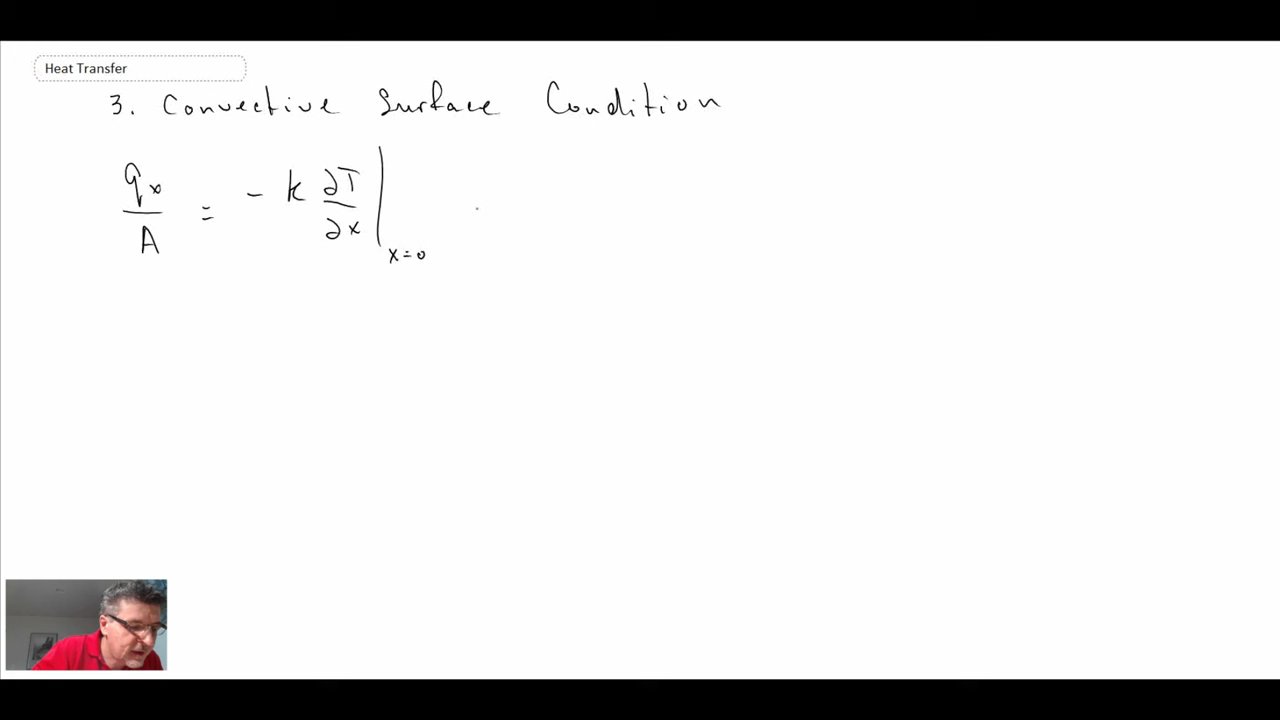 Heat Transfer
3. Convective Surface Condition
qx/A = - k ∂T/∂x | x=0